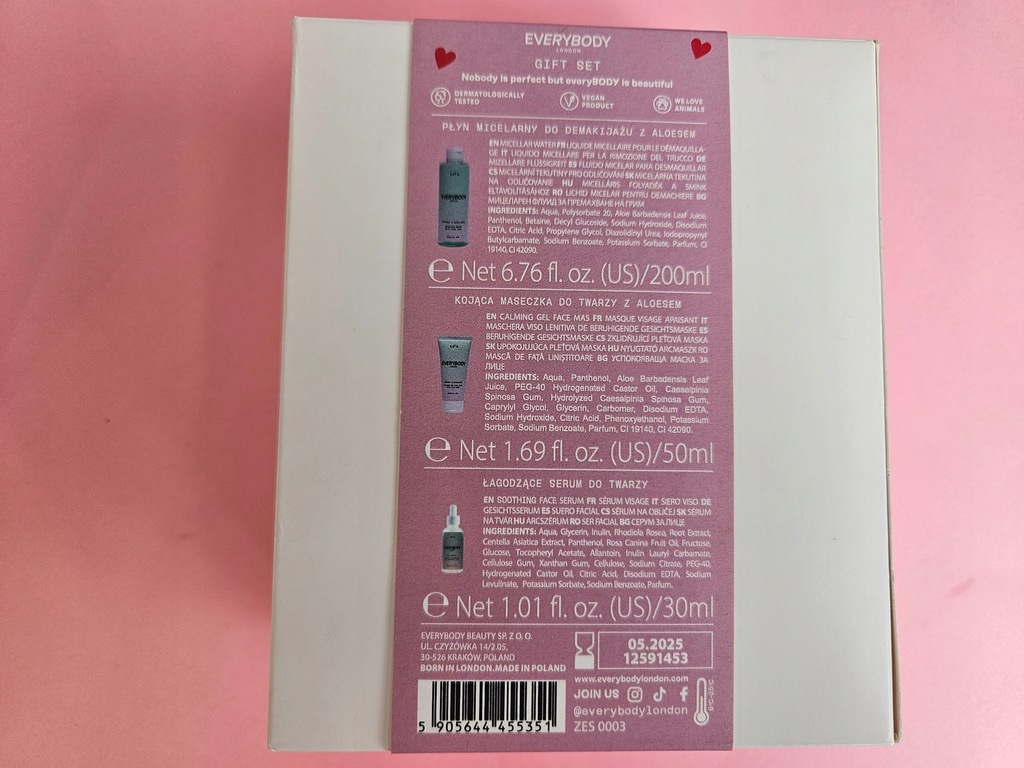 EVERYBODY
LONDON
GIFT SET
Nobody is perfect but everyBODY is beautiful
DERMATOLOGICALLY
TESTED
VEGAN
PRODUCT
WE LOVE
ANIMALS
PŁYN MICELARNY DO DEMAKIJAŻU Z ALOESEM
EN MICELLAR WATER FR LIQUIDE MICELLAIRE POUR LE DÉMAQUILLA-
GE IT LIQUIDO MICELLARE PER LA RIMOZIONE DEL TRUCCO DE
MIZELLARE FLÜSSIGKEIT ES FLUIDO MICELAR PARA DESMAQUILLAR
CS MICELÁRNÍ TEKUTINY PRO ODLIČOVÁNÍ SK MICELÁRNA TEKUTINA
NA ODLIČOVANIE HU MICELLÁRIS FOLYADÉK A SMINK
ELTÁVOLÍTÁSÁHOZ RO LICHID MICELAR PENTRU DEMACHIERE BG
МИЦЕЛАРЕН ФЛУИД ЗА ПРЕМАХВАНЕ НА ГРИМ
INGREDIENTS: Aqua, Polysorbate 20, Aloe Barbadensis Leaf Juice,
Panthenol, Betaine, Decyl Glucoside, Sodium Hydroxide, Disodium
EDTA, Citric Acid, Propylene Glycol, Diazolidinyl Urea, Iodopropynyl
Butylcarbamate, Sodium Benzoate, Potassium Sorbate, Parfum, CI
19140, CI 42090.
EVERYBODY
℮ Net 6.76 fl. oz. (US)/200ml
KOJĄCA MASECZKA DO TWARZY Z ALOESEM
EN CALMING GEL FACE MAS FR MASQUE VISAGE APAISANT IT
MASCHERA VISO LENITIVA DE BERUHIGENDE GESICHTSMASKE ES
BERUHIGENDE GESICHTSMASKE CS ZKLIDŇUJÍCÍ PLEŤOVÁ MASKA
SK UPOKOJUJÚCA PLEŤOVÁ MASKA HU NYUGTATÓ ARCMASZK RO
MASCĂ DE FAȚĂ LINIȘTITOARE BG УСПОКОЯВАЩА МАСКА ЗА
ЛИЦЕ
INGREDIENTS: Aqua, Panthenol, Aloe Barbadensis Leaf
Juice, PEG-40 Hydrogenated Castor Oil, Caesalpinia
Spinosa Gum, Hydrolyzed Caesalpinia Spinosa Gum,
Caprylyl Glycol, Glycerin, Carbomer, Disodium EDTA,
Sodium Hydroxide, Citric Acid, Phenoxyethanol, Potassium
Sorbate, Sodium Benzoate, Parfum, CI 19140, CI 42090.
EVERYBODY
℮ Net 1.69 fl. oz. (US)/50ml
ŁAGODZĄCE SERUM DO TWARZY
EN SOOTHING FACE SERUM FR SÉRUM VISAGE IT SIERO VISO DE
GESICHTSSERUM ES SUERO FACIAL CS SÉRUM NA OBLIČEJ SK SÉRUM
NA TVÁR HU ARCSZÉRUM RO SER FACIAL BG СЕРУМ ЗА ЛИЦЕ
INGREDIENTS: Aqua, Glycerin, Inulin, Rhodiola Rosea, Root Extract,
Centella Asiatica Extract, Panthenol, Rosa Canina Fruit Oil, Fructose,
Glucose, Tocopheryl Acetate, Allantoin, Inulin Lauryl Carbamate,
Cellulose Gum, Xanthan Gum, Cellulose, Sodium Citrate, PEG-40,
Hydrogenated Castor Oil, Citric Acid, Disodium EDTA, Sodium
Levulinate, Potassium Sorbate, Sodium Benzoate, Parfum.
EVERYBODY
℮ Net 1.01 fl. oz. (US)/30ml
EVERYBODY BEAUTY SP. Z O. O.
UL. CZYŻÓWKA 14/2.05,
30-526 KRAKÓW, POLAND
BORN IN LONDON.MADE IN POLAND
05.2025
12591453
www.everybodylondon.com
JOIN US
@everybodylondon
ZES 0003
5°C-25°C
5 905644 455351